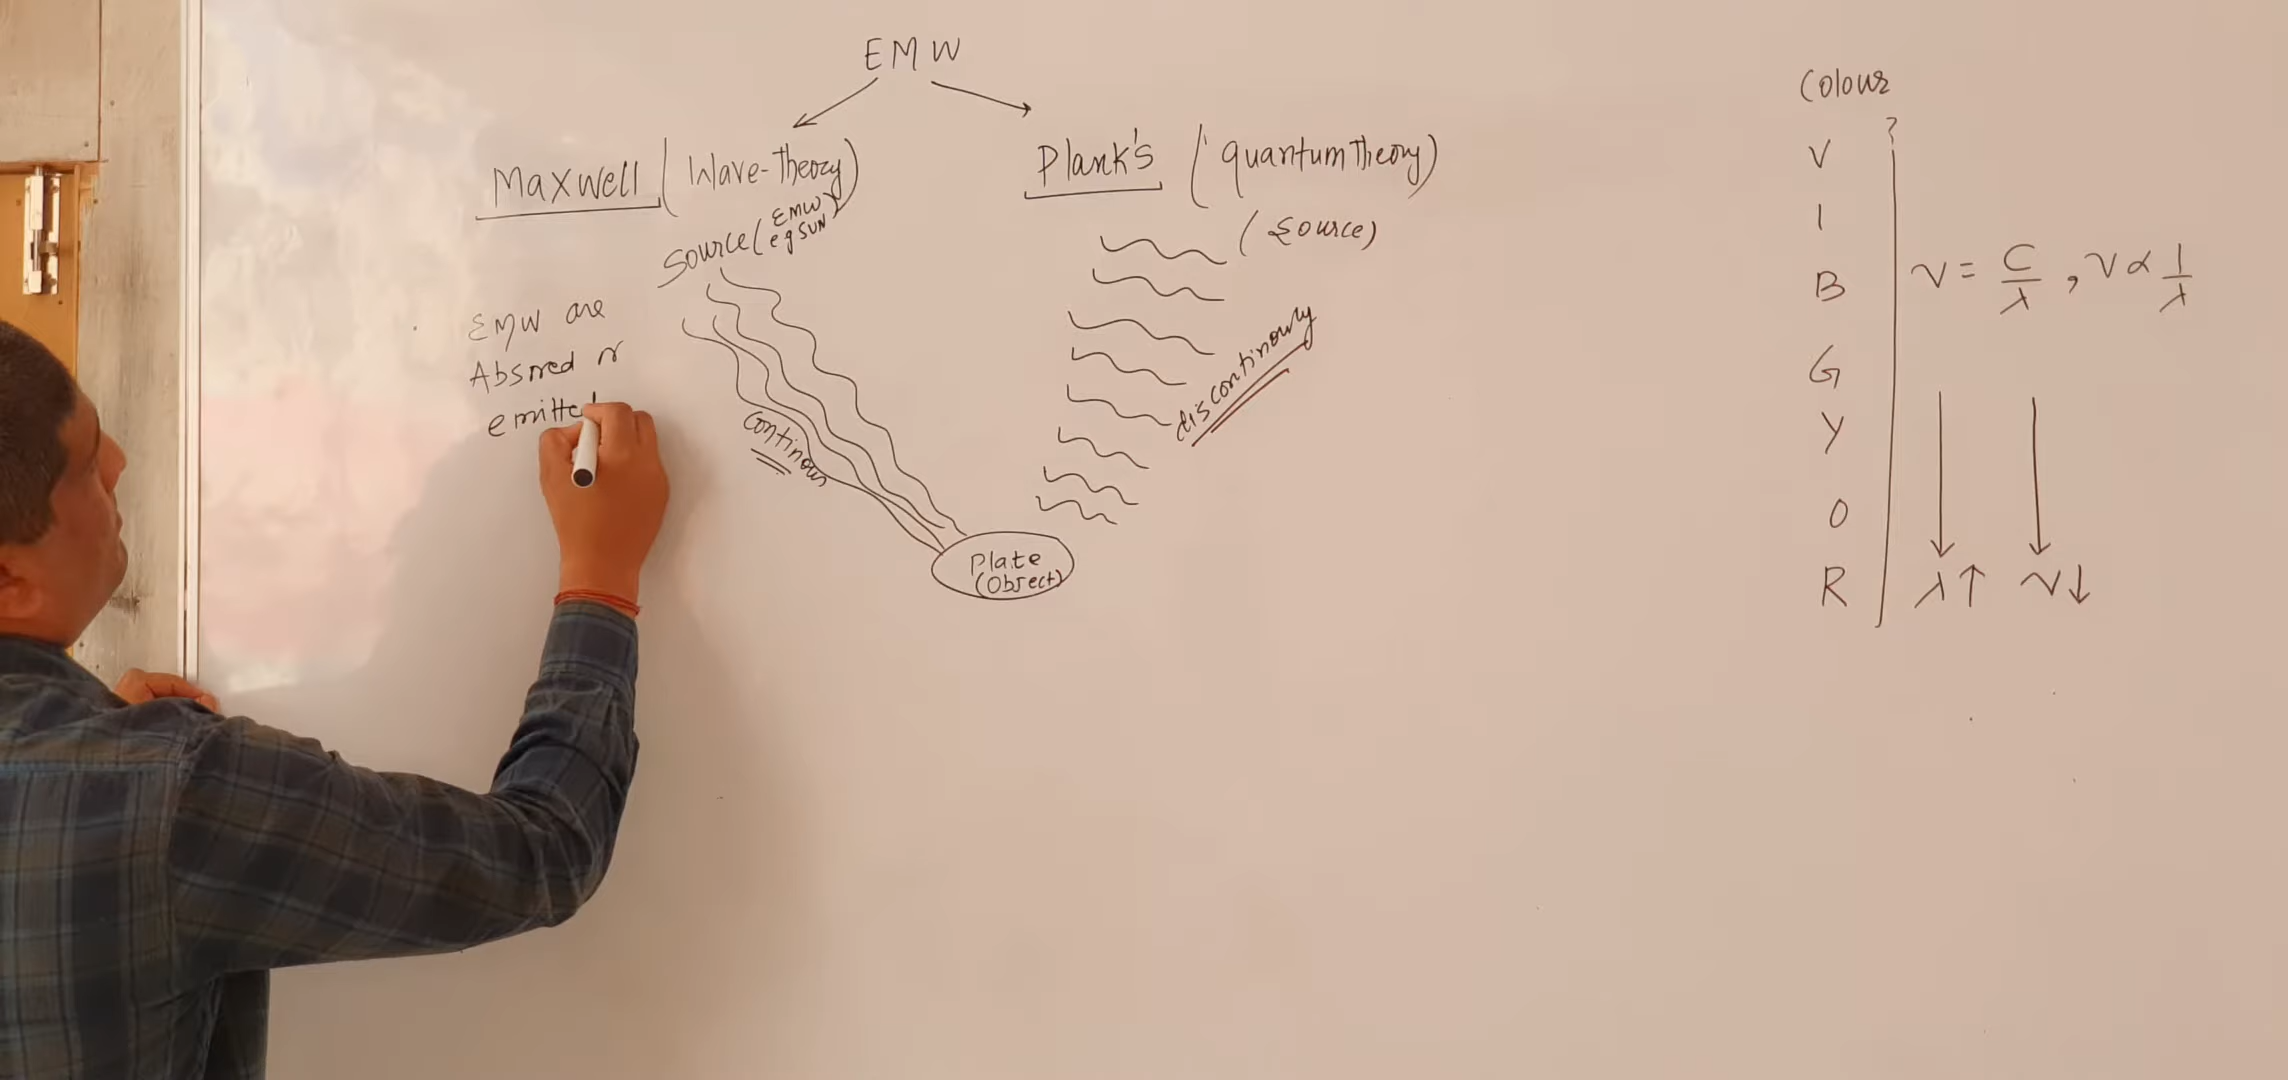 EMW
Maxwell (Wave-Theory)
Source (EMW
eg SUN)
EMW are
Absored or
emitted
continous
Plank's (quantum Theory)
(Source)
discontinously
Plate
(Object)
Colour
V
I
B
G
Y
O
R
ν = C/λ , ν ∝ 1/λ
λ↑ ν↓